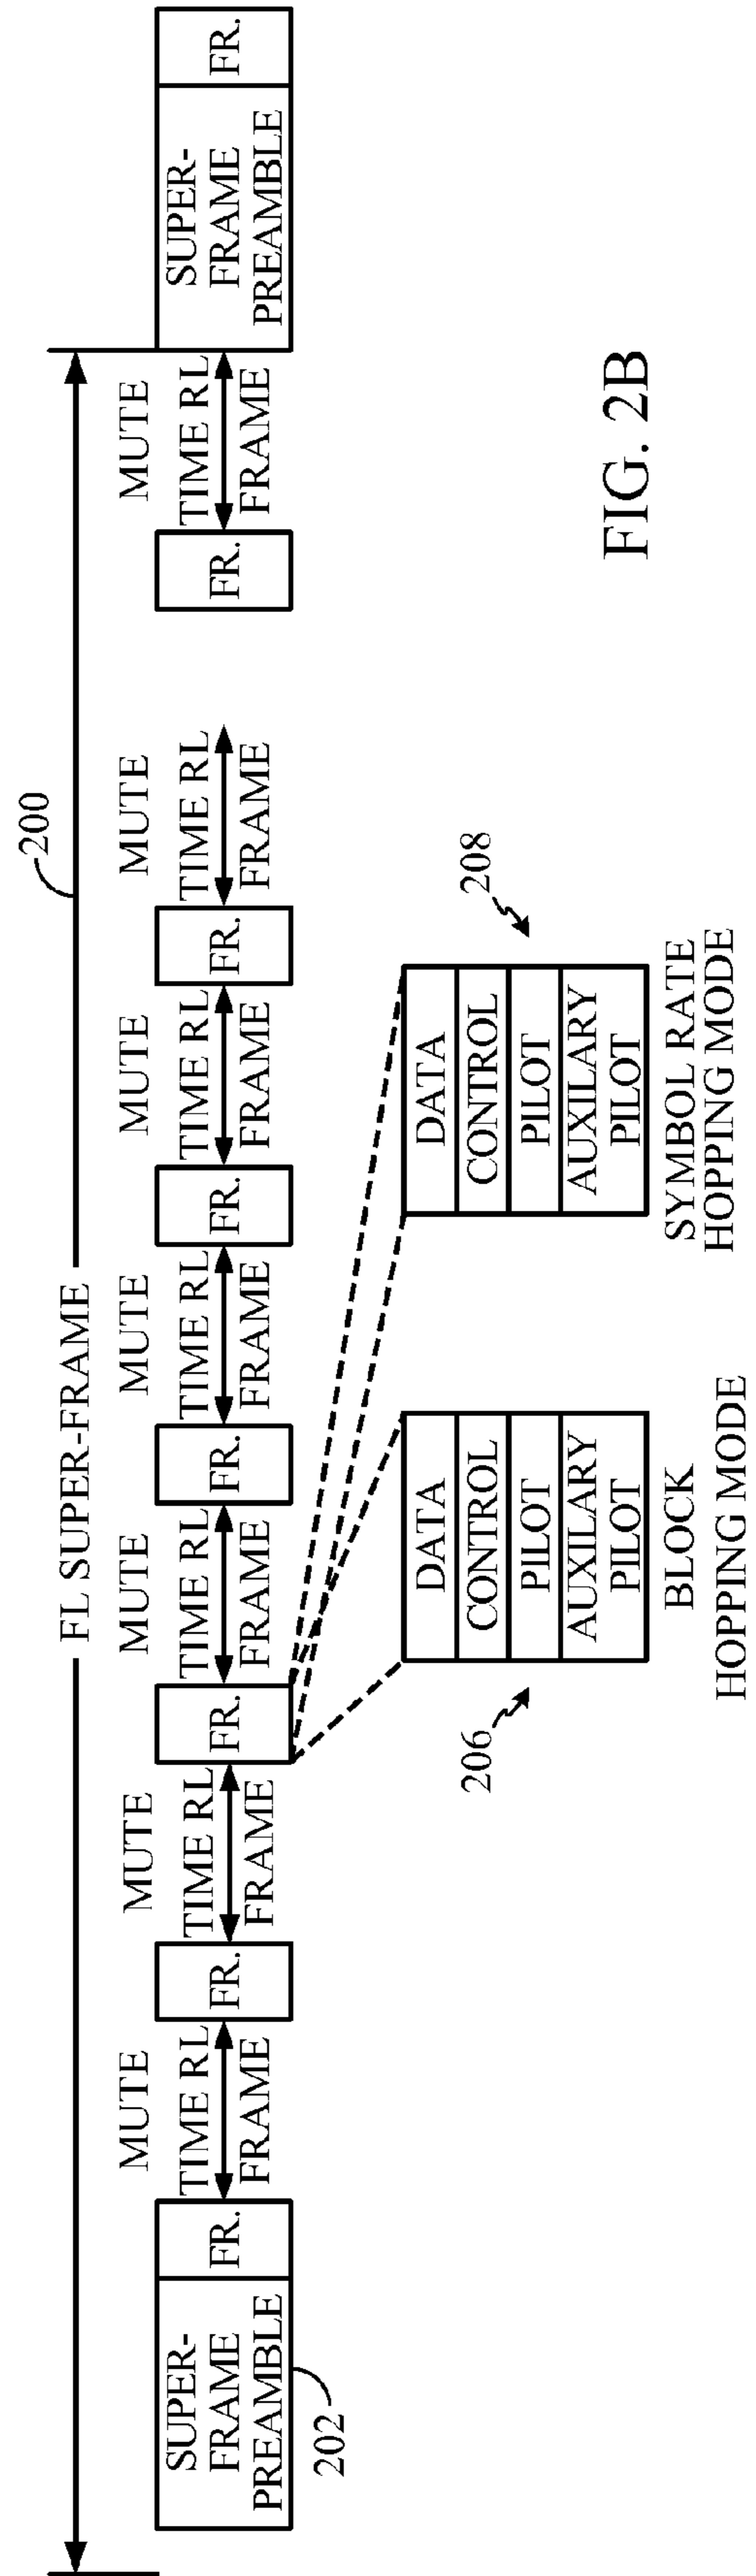 200
FL SUPER-FRAME
SUPER-
FRAME
PREAMBLE
FR.
MUTE
TIME RL
FRAME
FR.
MUTE
TIME RL
FRAME
FR.
MUTE
TIME RL
FRAME
FR.
MUTE
TIME RL
FRAME
FR.
MUTE
TIME RL
FRAME
FR.
MUTE
TIME RL
FRAME
FR.
MUTE
TIME RL
FRAME
SUPER-
FRAME
PREAMBLE
FR.
202
206
DATA
CONTROL
PILOT
AUXILARY
PILOT
BLOCK
HOPPING MODE
208
DATA
CONTROL
PILOT
AUXILARY
PILOT
SYMBOL RATE
HOPPING MODE
FIG. 2B